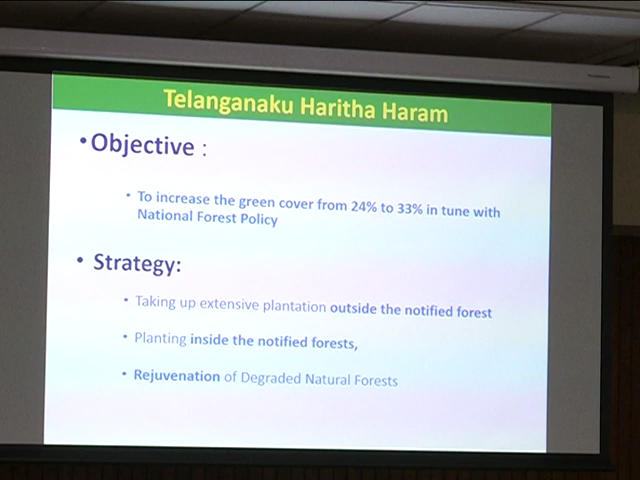 Telanganaku Haritha Haram
•Objective :
• To increase the green cover from 24% to 33% in tune with
National Forest Policy
• Strategy:
• Taking up extensive plantation outside the notified forest
• Planting inside the notified forests,
• Rejuvenation of Degraded Natural Forests